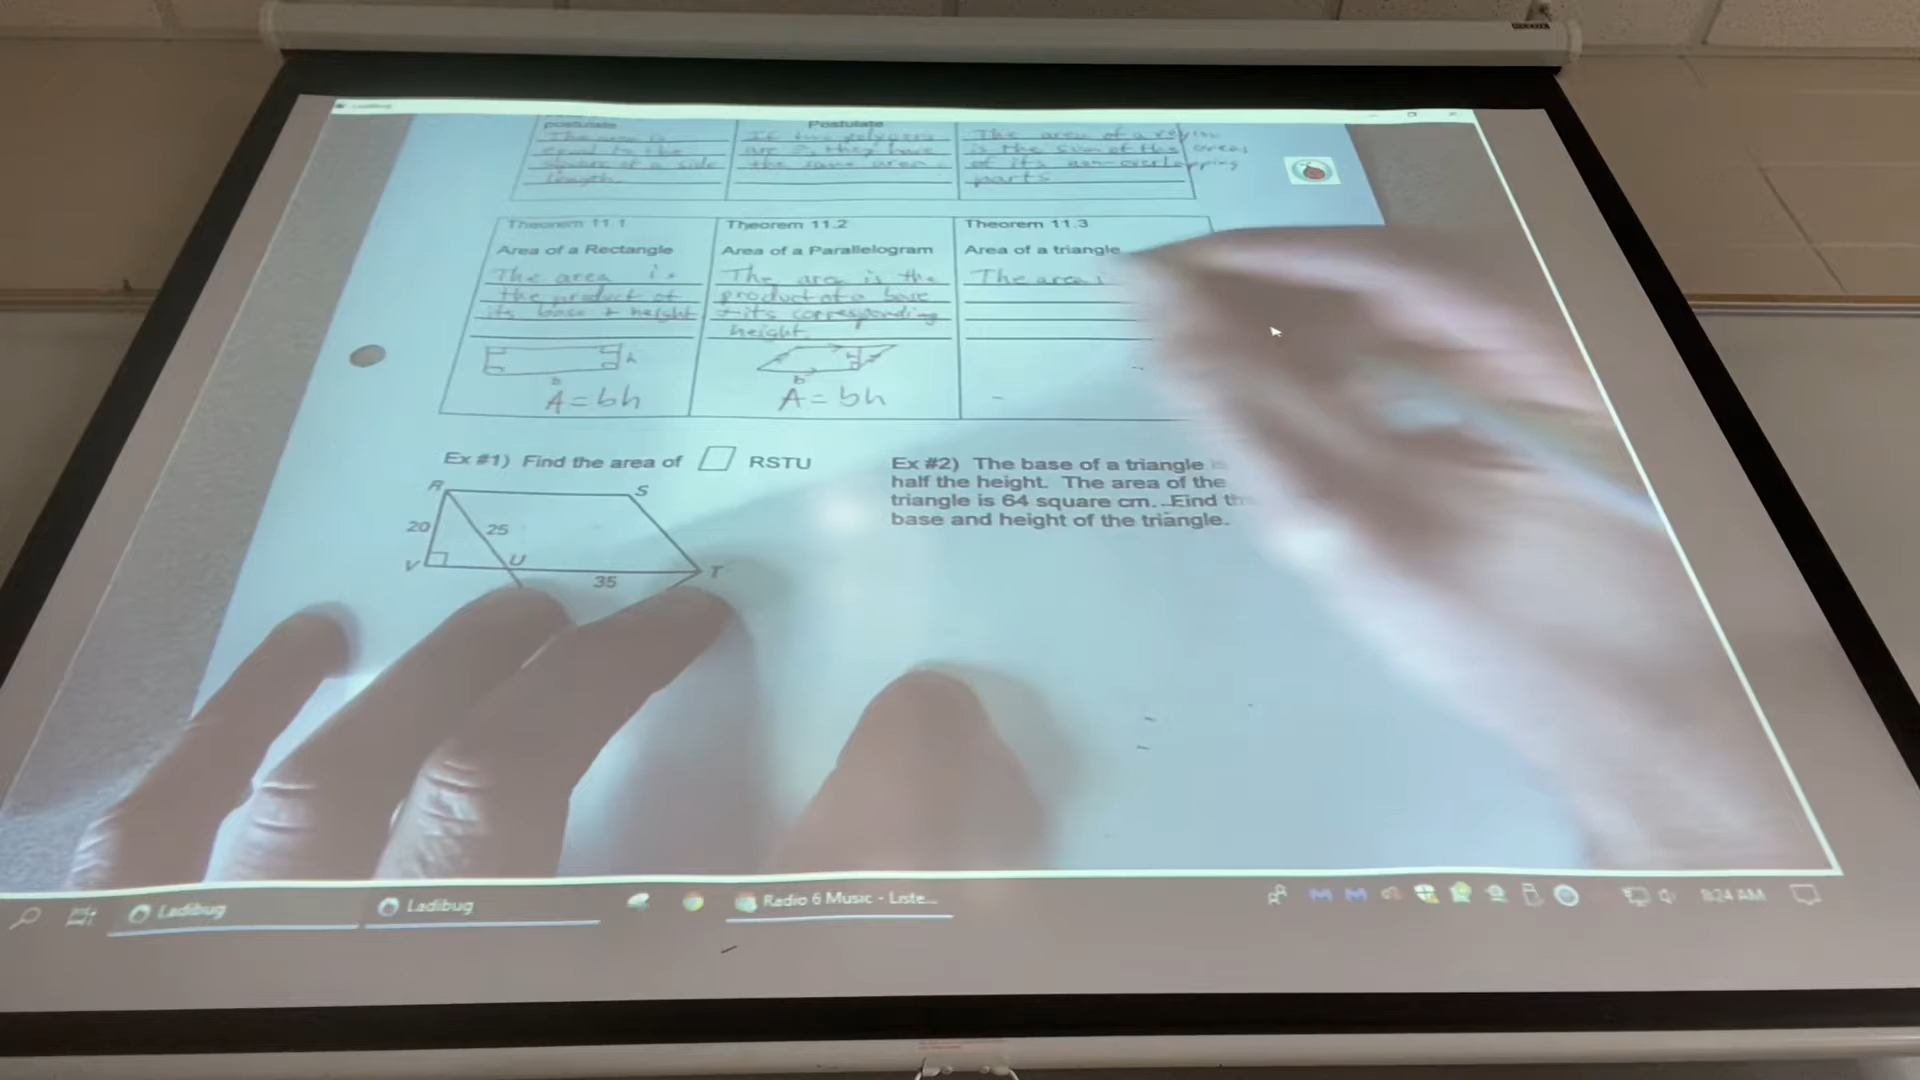 Ladibug
postulate
Postulate
The area is
equal to the
square of a side
length
If two polygons
are ≅, they have
the same area
The area of a region
is the sum of the areas
of its non-overlapping
parts
Theorem 11.1
Area of a Rectangle
The area is
the product of
its base + height
h
b
A = bh
Theorem 11.2
Area of a Parallelogram
The area is the
product of a base
+ its corresponding
height.
h
b
A = bh
Theorem 11.3
Area of a triangle
The area i
Ex #1) Find the area of ▱ RSTU
R
S
20
25
V
U
35
T
Ex #2) The base of a triangle is
half the height. The area of the
triangle is 64 square cm. Find th
base and height of the triangle.
Ladibug
Ladibug
Radio 6 Music - Liste...
8:24 AM